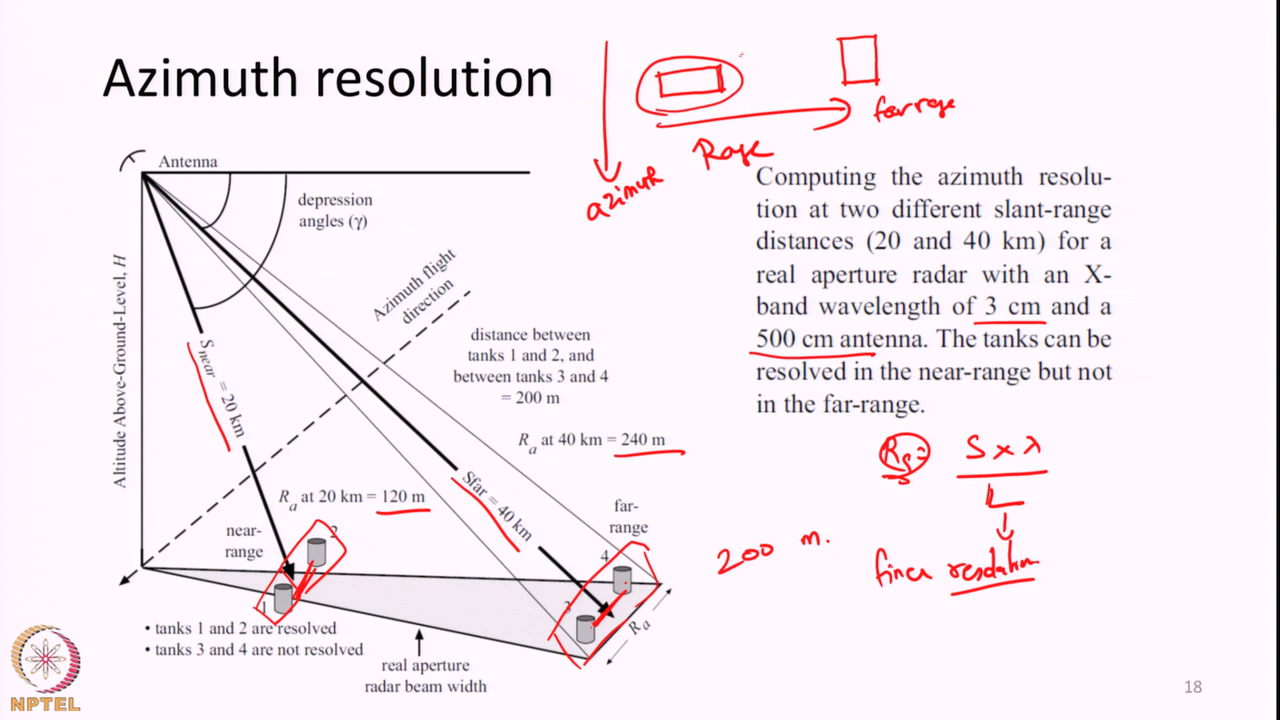 Azimuth resolution
far range
Range
azimuth
Antenna
depression
angles (γ)
Altitude Above-Ground-Level, H
Azimuth flight
direction
S near = 20 km
distance between
tanks 1 and 2, and
between tanks 3 and 4
= 200 m
Ra at 40 km = 240 m
Sfar = 40 km
Ra at 20 km = 120 m
near-
range
far-
range
2
1
4
3
Ra
• tanks 1 and 2 are resolved
• tanks 3 and 4 are not resolved
real aperture
radar beam width
Computing the azimuth resolu-
tion at two different slant-range
distances (20 and 40 km) for a
real aperture radar with an X-
band wavelength of 3 cm and a
500 cm antenna. The tanks can be
resolved in the near-range but not
in the far-range.
S x λ
L
200 m.
finer resolution
NPTEL
18